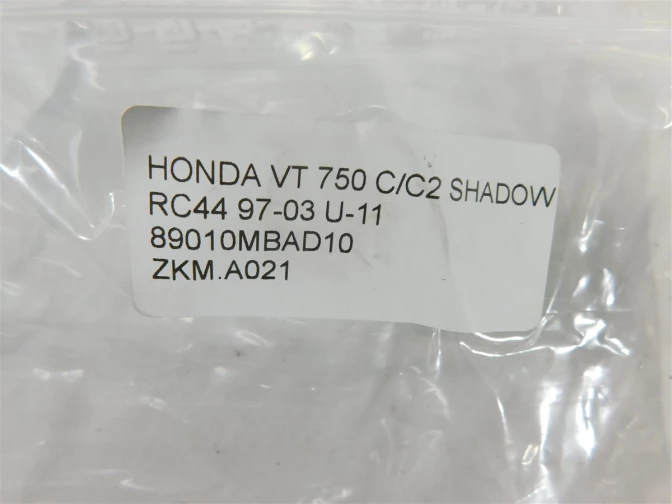 HONDA VT 750 C/C2 SHADOW
RC44 97-03 U-11
89010MBAD10
ZKM.A021